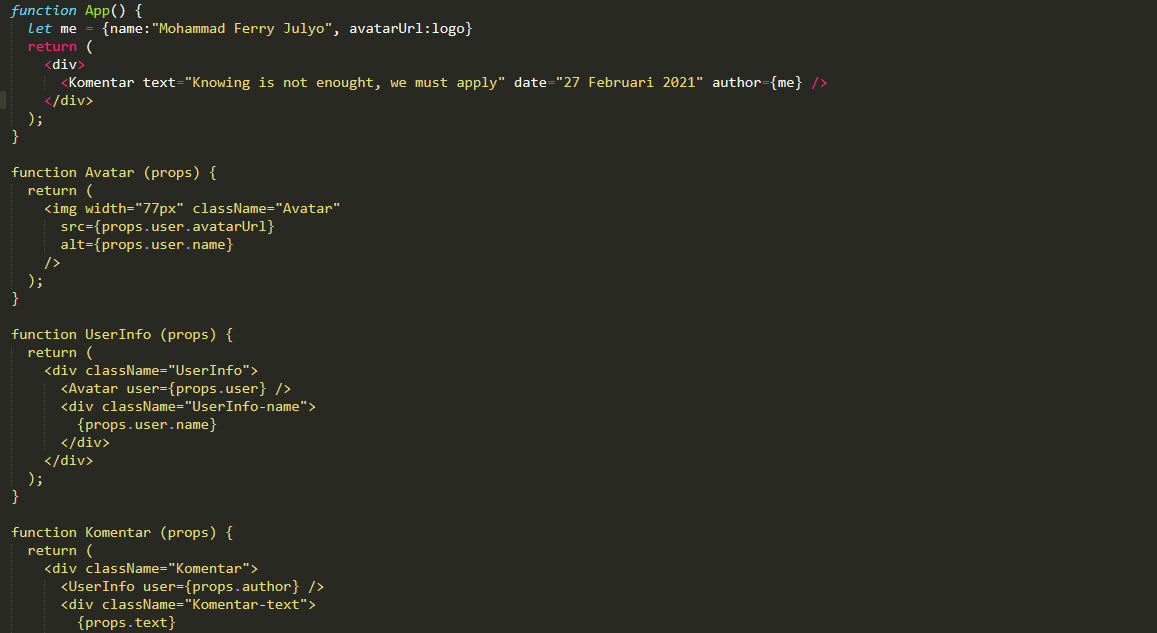 function App() {
  let me = {name:"Mohammad Ferry Julyo", avatarUrl:logo}
  return (
    <div>
      <Komentar text="Knowing is not enought, we must apply" date="27 Februari 2021" author={me} />
    </div>
  );
}

function Avatar (props) {
  return (
    <img width="77px" className="Avatar"
      src={props.user.avatarUrl}
      alt={props.user.name}
    />
  );
}

function UserInfo (props) {
  return (
    <div className="UserInfo">
      <Avatar user={props.user} />
      <div className="UserInfo-name">
        {props.user.name}
      </div>
    </div>
  );
}

function Komentar (props) {
  return (
    <div className="Komentar">
      <UserInfo user={props.author} />
      <div className="Komentar-text">
        {props.text}